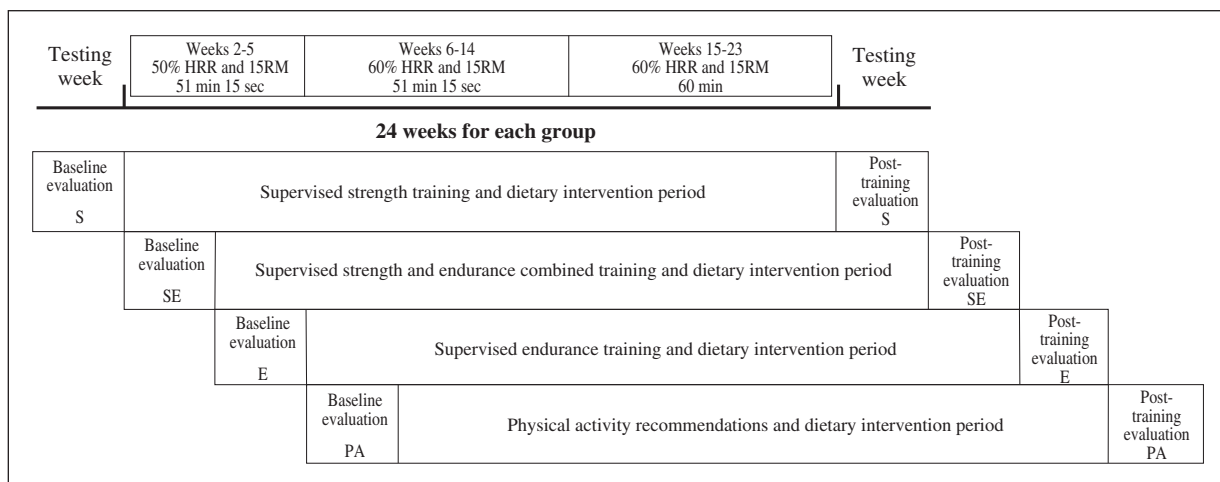 Testing
week
Weeks 2-5
50% HRR and 15RM
51 min 15 sec
Weeks 6-14
60% HRR and 15RM
51 min 15 sec
Weeks 15-23
60% HRR and 15RM
60 min
Testing
week
24 weeks for each group
Baseline
evaluation
S
Supervised strength training and dietary intervention period
Post-
training
evaluation
S
Baseline
evaluation
SE
Supervised strength and endurance combined training and dietary intervention period
Post-
training
evaluation
SE
Baseline
evaluation
E
Supervised endurance training and dietary intervention period
Post-
training
evaluation
E
Baseline
evaluation
PA
Physical activity recommendations and dietary intervention period
Post-
training
evaluation
PA